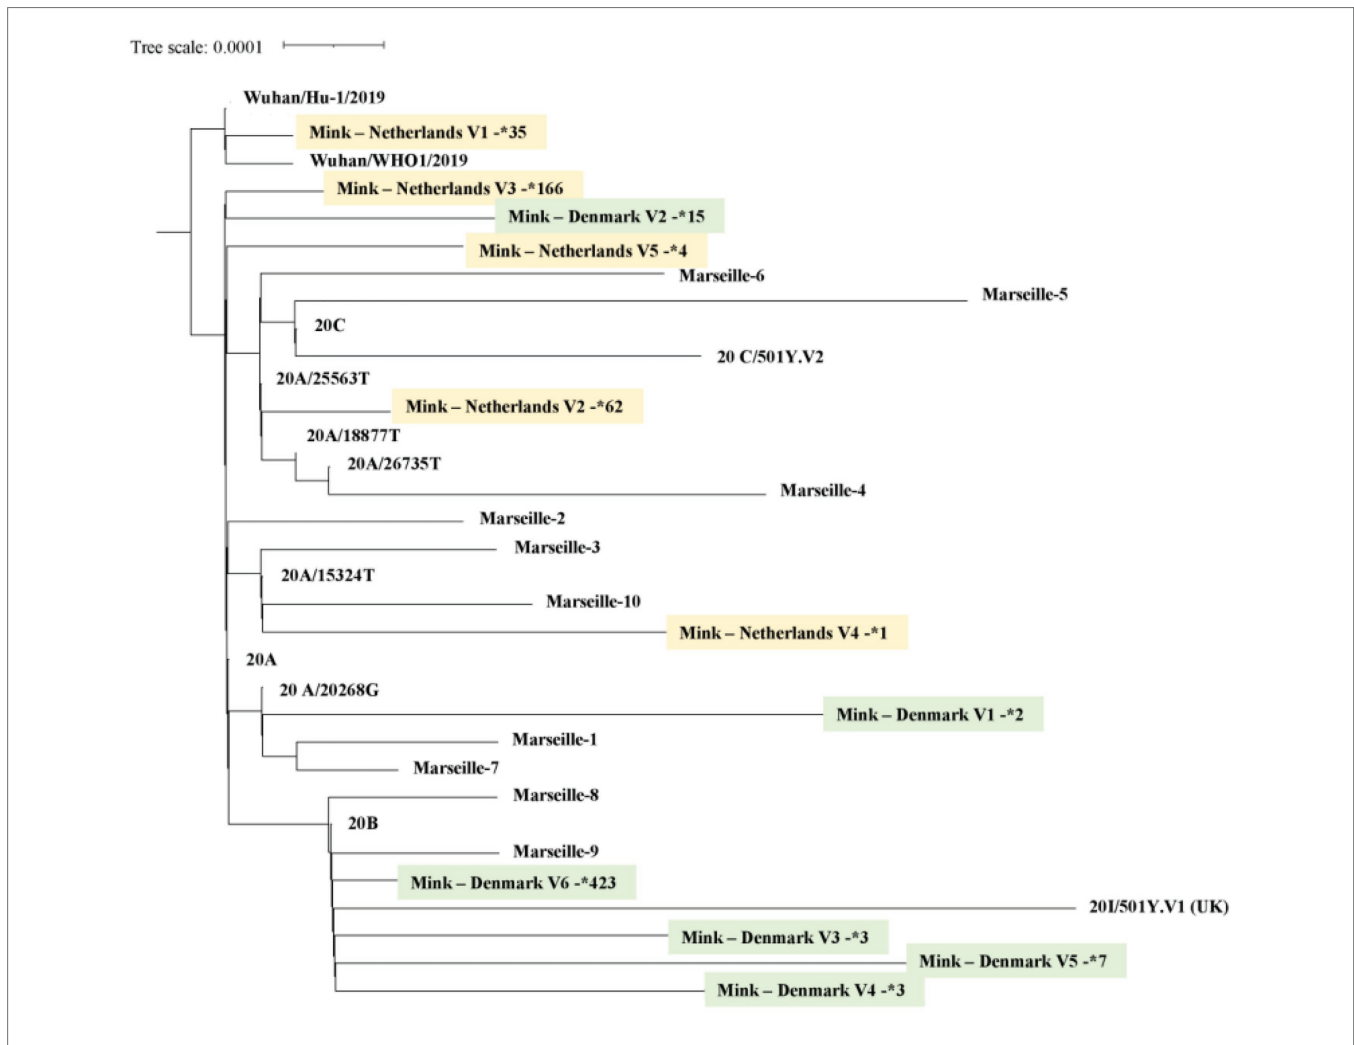 Tree scale: 0.0001
Wuhan/Hu-1/2019
Mink – Netherlands V1 -*35
Wuhan/WHO1/2019
Mink – Netherlands V3 -*166
Mink – Denmark V2 -*15
Mink – Netherlands V5 -*4
Marseille-6
Marseille-5
20C
20 C/501Y.V2
20A/25563T
Mink – Netherlands V2 -*62
20A/18877T
20A/26735T
Marseille-4
Marseille-2
Marseille-3
20A/15324T
Marseille-10
Mink – Netherlands V4 -*1
20A
20 A/20268G
Mink – Denmark V1 -*2
Marseille-1
Marseille-7
Marseille-8
20B
Marseille-9
Mink – Denmark V6 -*423
20I/501Y.V1 (UK)
Mink – Denmark V3 -*3
Mink – Denmark V5 -*7
Mink – Denmark V4 -*3